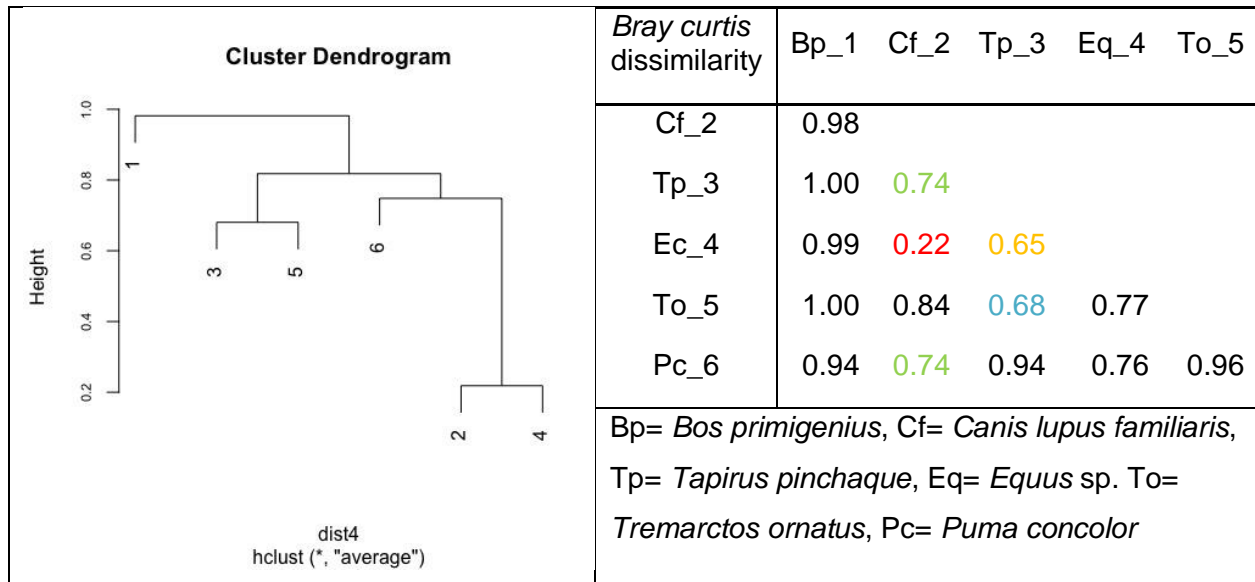 Cluster Dendrogram
Height
1.0
0.8
0.6
0.4
0.2
1
3
5
6
2
4
dist4
hclust (*, "average")
Bray curtis dissimilarity Bp_1 Cf_2 Tp_3 Eq_4 To_5
Cf_2 0.98
Tp_3 1.00 0.74
Ec_4 0.99 0.22 0.65
To_5 1.00 0.84 0.68 0.77
Pc_6 0.94 0.74 0.94 0.76 0.96
Bp= Bos primigenius, Cf= Canis lupus familiaris,
Tp= Tapirus pinchaque, Eq= Equus sp. To=
Tremarctos ornatus, Pc= Puma concolor